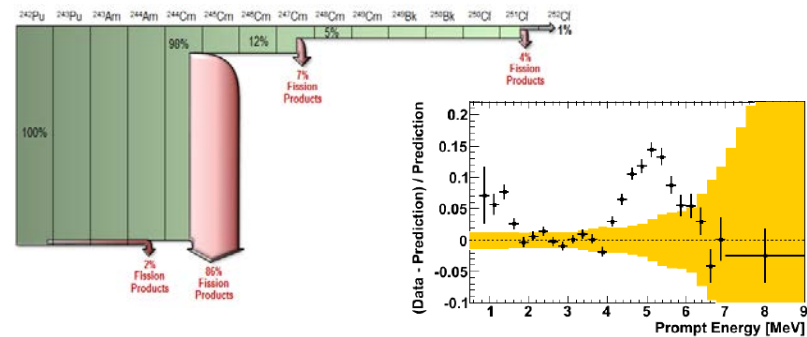 ²⁴²Pu ²⁴³Pu ²⁴³Am ²⁴⁴Am ²⁴⁴Cm ²⁴⁵Cm ²⁴⁶Cm ²⁴⁷Cm ²⁴⁸Cm ²⁴⁹Cm ²⁴⁹Bk ²⁵⁰Bk ²⁵⁰Cf ²⁵¹Cf ²⁵²Cf
1%
5%
98% 12%
7%
Fission
Products
4%
Fission
Products
100%
2%
Fission
Products
86%
Fission
Products
(Data - Prediction) / Prediction
0.2
0.15
0.1
0.05
0
-0.05
-0.1
1 2 3 4 5 6 7 8 9
Prompt Energy [MeV]